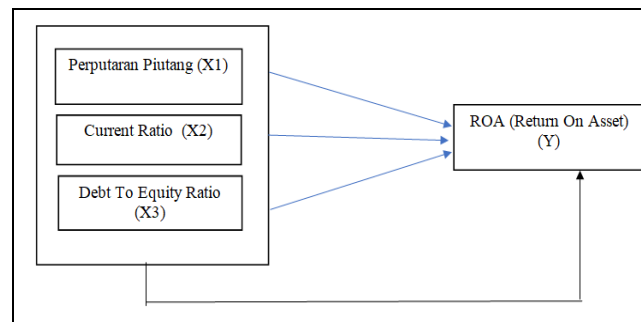 Perputaran Piutang (X1)
Current Ratio (X2)
Debt To Equity Ratio
(X3)
ROA (Return On Asset)
(Y)